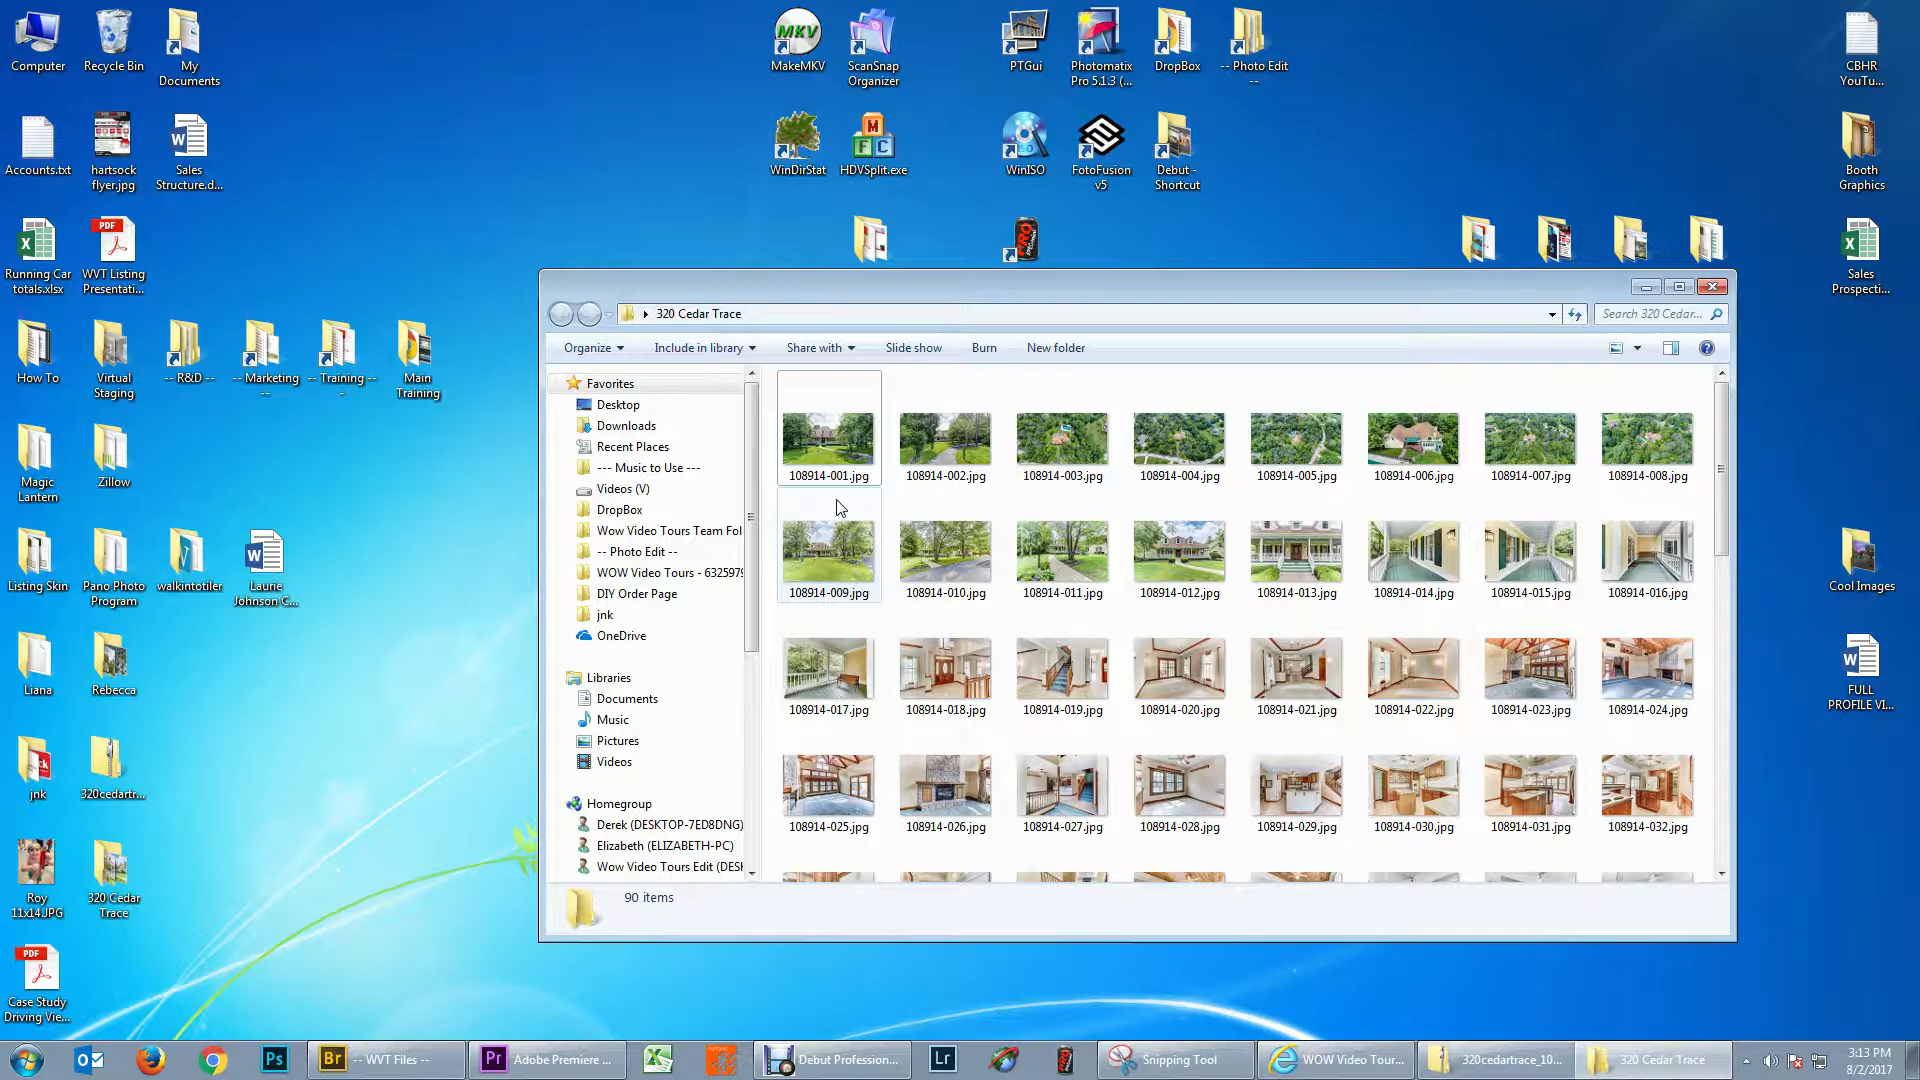 Computer
Recycle Bin
My
Documents
MKV
MakeMKV
ScanSnap
Organizer
PTGui
Photomatix
Pro 5.1.3 (...
DropBox
-- Photo Edit
--
CBHR
YouTu...
Accounts.txt
hartsock
flyer.jpg
Sales
Structure.d...
WinDirStat
HDVSplit.exe
WinISO
FotoFusion
v5
Debut -
Shortcut
Booth
Graphics
Running Car
totals.xlsx
PDF
WVT Listing
Presentati...
Sales
Prospecti...
How To
Virtual
Staging
-- R&D --
-- Marketing
--
-- Training --
-
Main
Training
Magic
Lantern
Zillow
Listing Skin
Pano Photo
Program
walkintotiler
Laurie
Johnson C...
Cool Images
Liana
Rebecca
FULL
PROFILE VI...
jnk
320cedartr...
Roy
11x14.JPG
320 Cedar
Trace
PDF
Case Study
Driving Vie...
320 Cedar Trace
Search 320 Cedar...
Organize
Include in library
Share with
Slide show
Burn
New folder
Favorites
Desktop
Downloads
Recent Places
--- Music to Use ---
Videos (V)
DropBox
Wow Video Tours Team Fol
-- Photo Edit --
WOW Video Tours - 6325979
DIY Order Page
jnk
OneDrive
Libraries
Documents
Music
Pictures
Videos
Homegroup
Derek (DESKTOP-7ED8DNG)
Elizabeth (ELIZABETH-PC)
Wow Video Tours Edit (DESK
108914-001.jpg
108914-002.jpg
108914-003.jpg
108914-004.jpg
108914-005.jpg
108914-006.jpg
108914-007.jpg
108914-008.jpg
108914-009.jpg
108914-010.jpg
108914-011.jpg
108914-012.jpg
108914-013.jpg
108914-014.jpg
108914-015.jpg
108914-016.jpg
108914-017.jpg
108914-018.jpg
108914-019.jpg
108914-020.jpg
108914-021.jpg
108914-022.jpg
108914-023.jpg
108914-024.jpg
108914-025.jpg
108914-026.jpg
108914-027.jpg
108914-028.jpg
108914-029.jpg
108914-030.jpg
108914-031.jpg
108914-032.jpg
90 items
Ps
Br
-- WVT Files --
Pr
Adobe Premiere ...
Debut Profession...
Lr
Snipping Tool
WOW Video Tour...
320cedartrace_10...
320 Cedar Trace
3:13 PM
8/2/2017